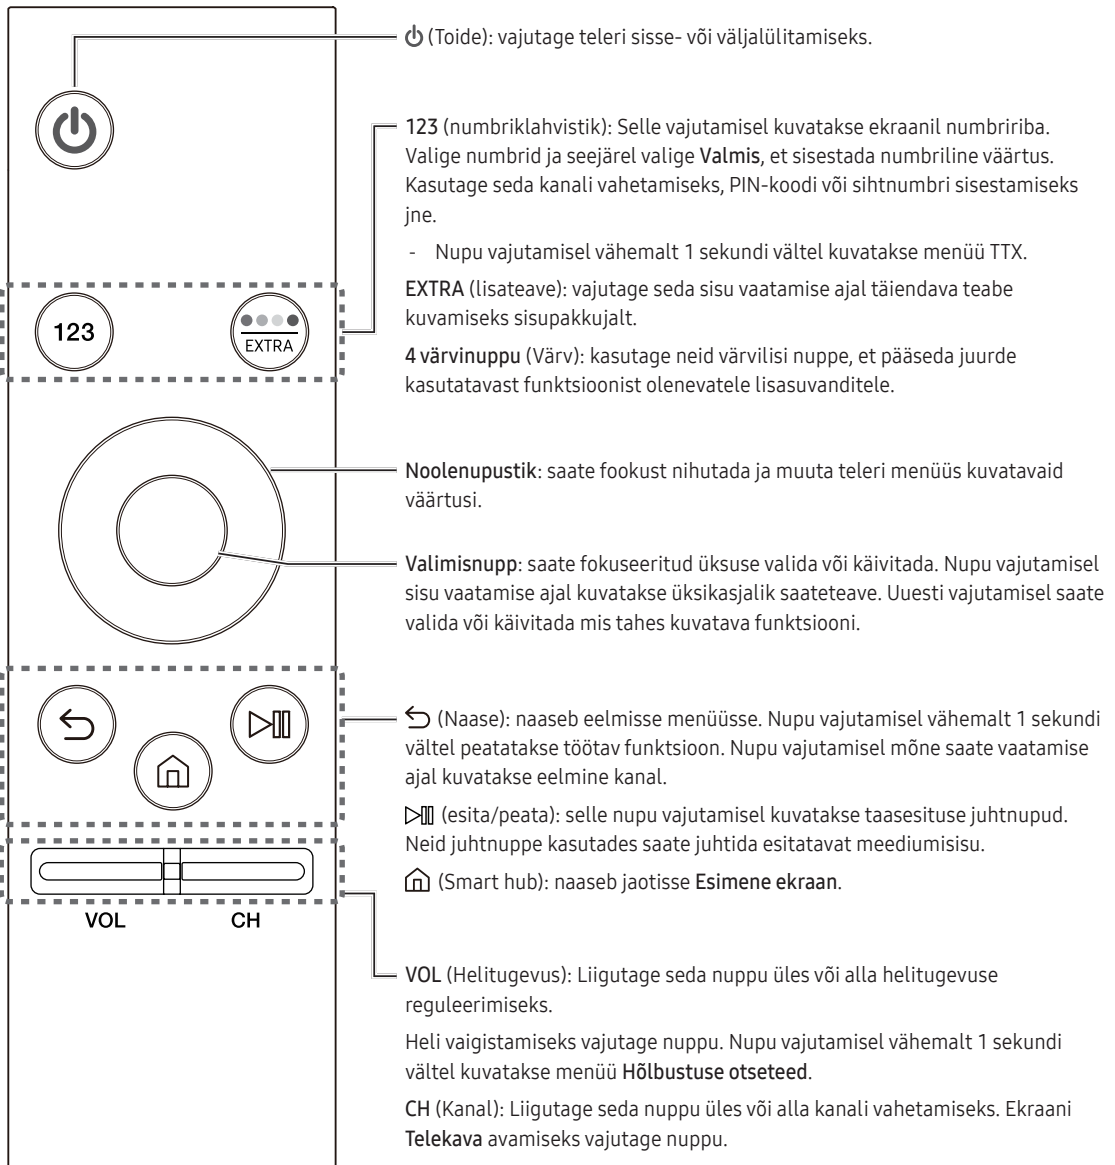 (Toide): vajutage teleri sisse- või väljalülitamiseks.
123 (numbriklahvistik): Selle vajutamisel kuvatakse ekraanil numbririba.
Valige numbrid ja seejärel valige Valmis, et sisestada numbriline väärtus.
Kasutage seda kanali vahetamiseks, PIN-koodi või sihtnumbri sisestamiseks
jne.
- Nupu vajutamisel vähemalt 1 sekundi vältel kuvatakse menüü TTX.
EXTRA (lisateave): vajutage seda sisu vaatamise ajal täiendava teabe
kuvamiseks sisupakkujalt.
4 värvinuppu (Värv): kasutage neid värvilisi nuppe, et pääseda juurde
kasutatavast funktsioonist olenevatele lisasuvanditele.
123
EXTRA
Noolenupustik: saate fookust nihutada ja muuta teleri menüüs kuvatavaid
väärtusi.
Valimisnupp: saate fokuseeritud üksuse valida või käivitada. Nupu vajutamisel
sisu vaatamise ajal kuvatakse üksikasjalik saateteave. Uuesti vajutamisel saate
valida või käivitada mis tahes kuvatava funktsiooni.
(Naase): naaseb eelmisse menüüsse. Nupu vajutamisel vähemalt 1 sekundi
vältel peatatakse töötav funktsioon. Nupu vajutamisel mõne saate vaatamise
ajal kuvatakse eelmine kanal.
(esita/peata): selle nupu vajutamisel kuvatakse taasesituse juhtnupud.
Neid juhtnuppe kasutades saate juhtida esitatavat meediumisisu.
(Smart hub): naaseb jaotisse Esimene ekraan.
VOL
CH
VOL (Helitugevus): Liigutage seda nuppu üles või alla helitugevuse
reguleerimiseks.
Heli vaigistamiseks vajutage nuppu. Nupu vajutamisel vähemalt 1 sekundi
vältel kuvatakse menüü Hõlbustuse otseteed.
CH (Kanal): Liigutage seda nuppu üles või alla kanali vahetamiseks. Ekraani
Telekava avamiseks vajutage nuppu.